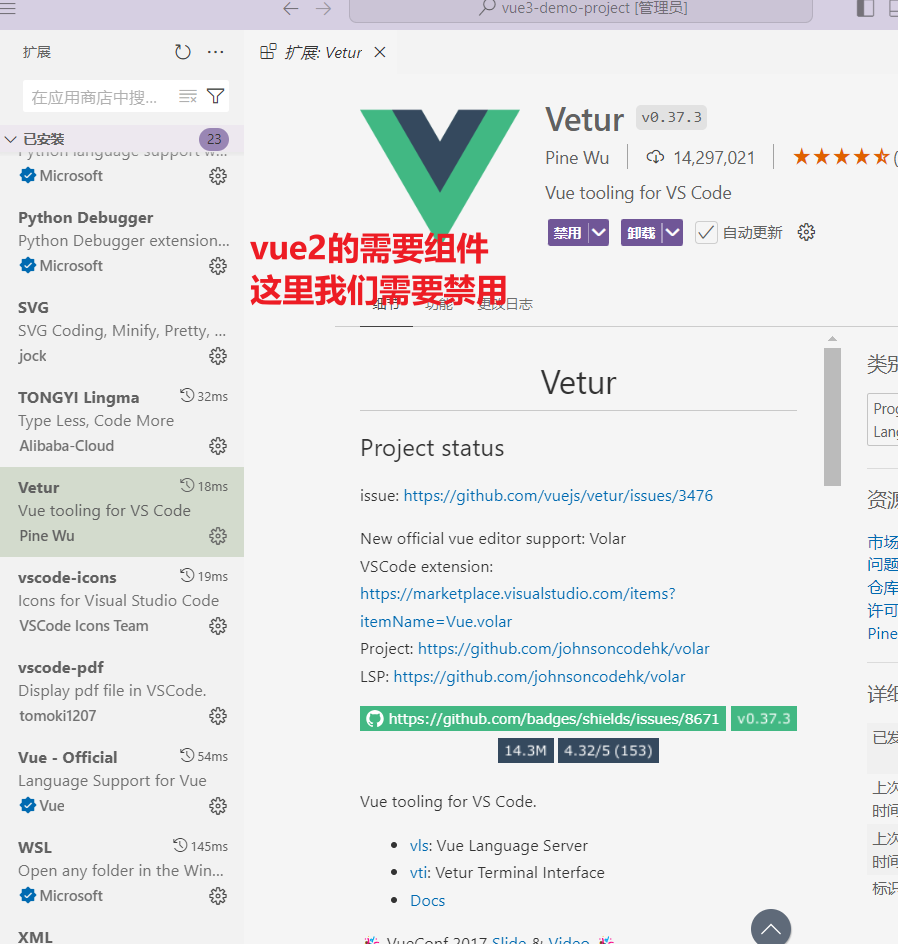 vue3-demo-project [管理员]
扩展
在应用商店中搜...
已安装
23
Python language support w...
Microsoft
Python Debugger
Python Debugger extension...
Microsoft
SVG
SVG Coding, Minify, Pretty, ...
jock
TONGYI Lingma
32ms
Type Less, Code More
Alibaba-Cloud
Vetur
18ms
Vue tooling for VS Code
Pine Wu
vscode-icons
19ms
Icons for Visual Studio Code
VSCode Icons Team
vscode-pdf
Display pdf file in VSCode.
tomoki1207
Vue - Official
54ms
Language Support for Vue
Vue
WSL
145ms
Open any folder in the Win...
Microsoft
XML
扩展: Vetur
Vetur
v0.37.3
Pine Wu
14,297,021
(
Vue tooling for VS Code
禁用
卸载
自动更新
vue2的需要组件
这里我们需要禁用
细节
功能
更改日志
Vetur
Project status
issue: https://github.com/vuejs/vetur/issues/3476
New official vue editor support: Volar
VSCode extension:
https://marketplace.visualstudio.com/items?
itemName=Vue.volar
Project: https://github.com/johnsoncodehk/volar
LSP: https://github.com/johnsoncodehk/volar
https://github.com/badges/shields/issues/8671
v0.37.3
14.3M
4.32/5 (153)
Vue tooling for VS Code.
vls: Vue Language Server
vti: Vetur Terminal Interface
Docs
VueConf 2017 Slide & Video
类别
Prog
Lang
资源
市场
问题
仓库
许可
Pine
详细
已发
上次
时间
上次
时间
标识